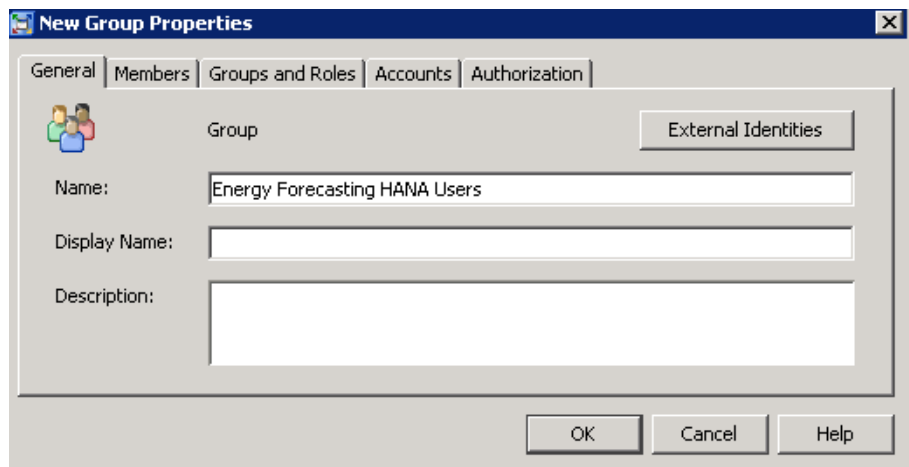 New Group Properties
General Members Groups and Roles Accounts Authorization
Group External Identities
Name: Energy Forecasting HANA Users
Display Name:
Description:
OK Cancel Help